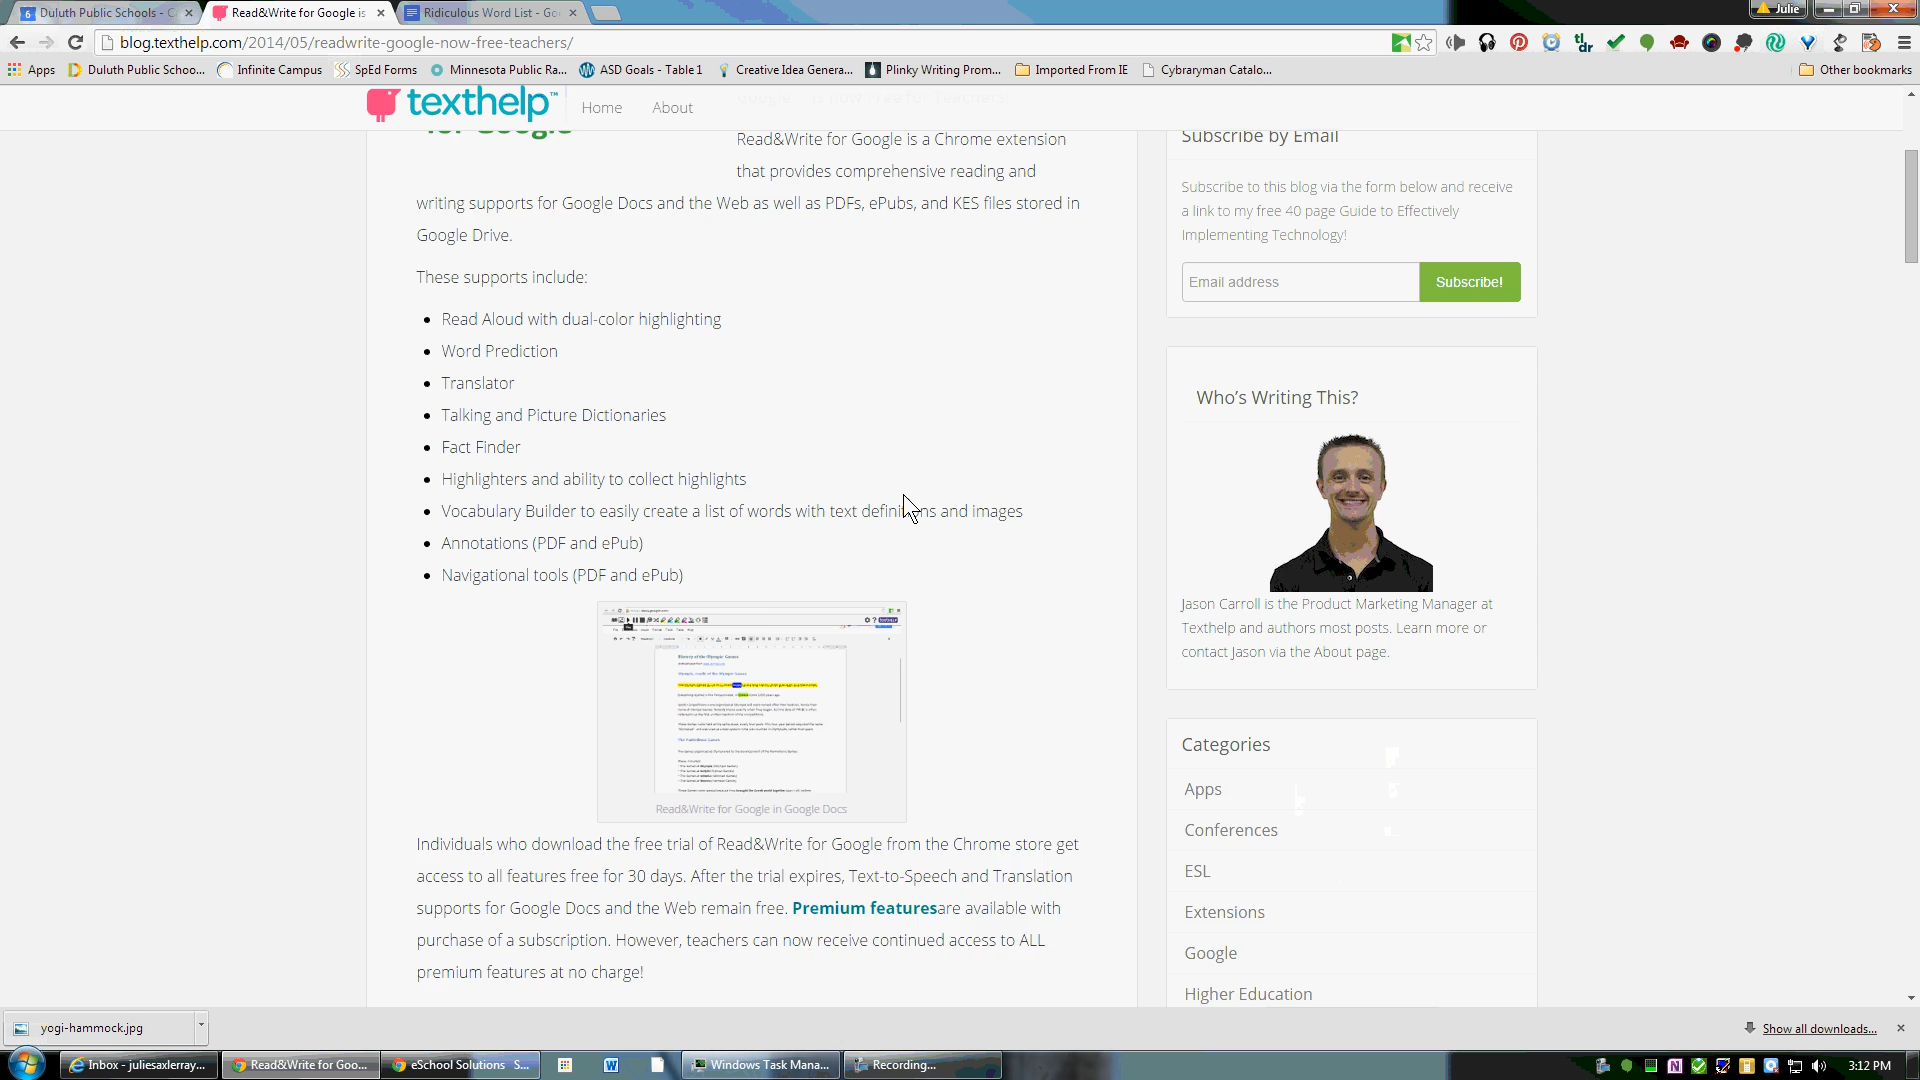 Duluth Public Schools - C
Read&Write for Google is
Ridiculous Word List - Go
Julie
blog.texthelp.com/2014/05/readwrite-google-now-free-teachers/
Apps
Duluth Public Schoo...
Infinite Campus
SpEd Forms
Minnesota Public Ra...
ASD Goals - Table 1
Creative Idea Genera...
Plinky Writing Prom...
Imported From IE
Cybraryman Catalo...
Other bookmarks
texthelp™
Home
About
for Google
Google™ is now Free for Teachers!
Read&Write for Google is a Chrome extension
that provides comprehensive reading and
writing supports for Google Docs and the Web as well as PDFs, ePubs, and KES files stored in
Google Drive.
These supports include:
Read Aloud with dual-color highlighting
Word Prediction
Translator
Talking and Picture Dictionaries
Fact Finder
Highlighters and ability to collect highlights
Vocabulary Builder to easily create a list of words with text definitions and images
Annotations (PDF and ePub)
Navigational tools (PDF and ePub)
Read&Write for Google in Google Docs
Individuals who download the free trial of Read&Write for Google from the Chrome store get
access to all features free for 30 days. After the trial expires, Text-to-Speech and Translation
supports for Google Docs and the Web remain free. Premium featuresare available with
purchase of a subscription. However, teachers can now receive continued access to ALL
premium features at no charge!
Subscribe by Email
Subscribe to this blog via the form below and receive
a link to my free 40 page Guide to Effectively
Implementing Technology!
Email address
Subscribe!
Who's Writing This?
Jason Carroll is the Product Marketing Manager at
Texthelp and authors most posts. Learn more or
contact Jason via the About page.
Categories
Apps
Conferences
ESL
Extensions
Google
Higher Education
yogi-hammock.jpg
Show all downloads...
Inbox - juliesaxlerray...
Read&Write for Goo...
eSchool Solutions S...
Windows Task Mana...
Recording...
3:12 PM